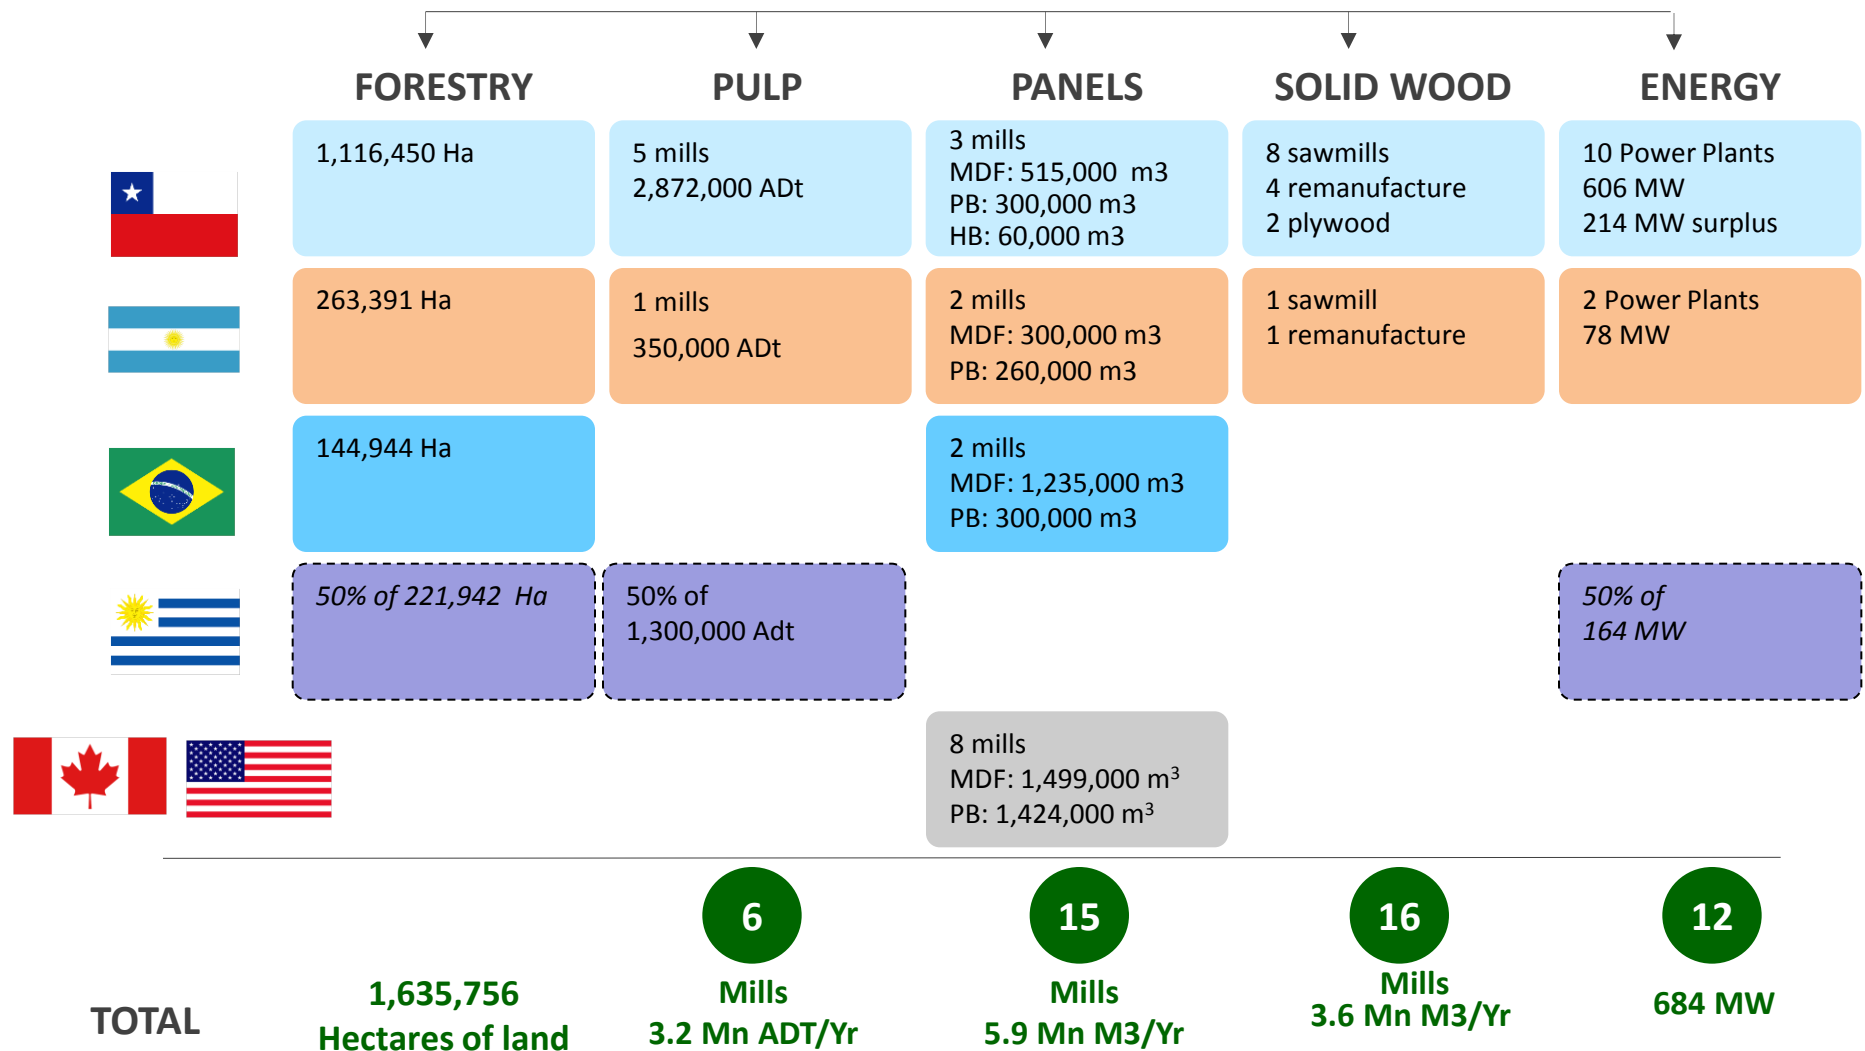 FORESTRY
PULP
PANELS
SOLID WOOD
ENERGY
1,116,450 Ha
5 mills
2,872,000 ADt
3 mills
MDF: 515,000  m3
PB: 300,000 m3
HB: 60,000 m3
8 sawmills
4 remanufacture
2 plywood
10 Power Plants
606 MW
214 MW surplus
263,391 Ha
1 mills
350,000 ADt
2 mills
MDF: 300,000 m3
PB: 260,000 m3
1 sawmill
1 remanufacture
2 Power Plants
78 MW
144,944 Ha
2 mills
MDF: 1,235,000 m3
PB: 300,000 m3
50% of 221,942  Ha
50% of
1,300,000 Adt
50% of
164 MW
8 mills
MDF: 1,499,000 m³
PB: 1,424,000 m³
TOTAL
1,635,756
Hectares of land
6
Mills
3.2 Mn ADT/Yr
15
Mills
5.9 Mn M3/Yr
16
Mills
3.6 Mn M3/Yr
12
684 MW